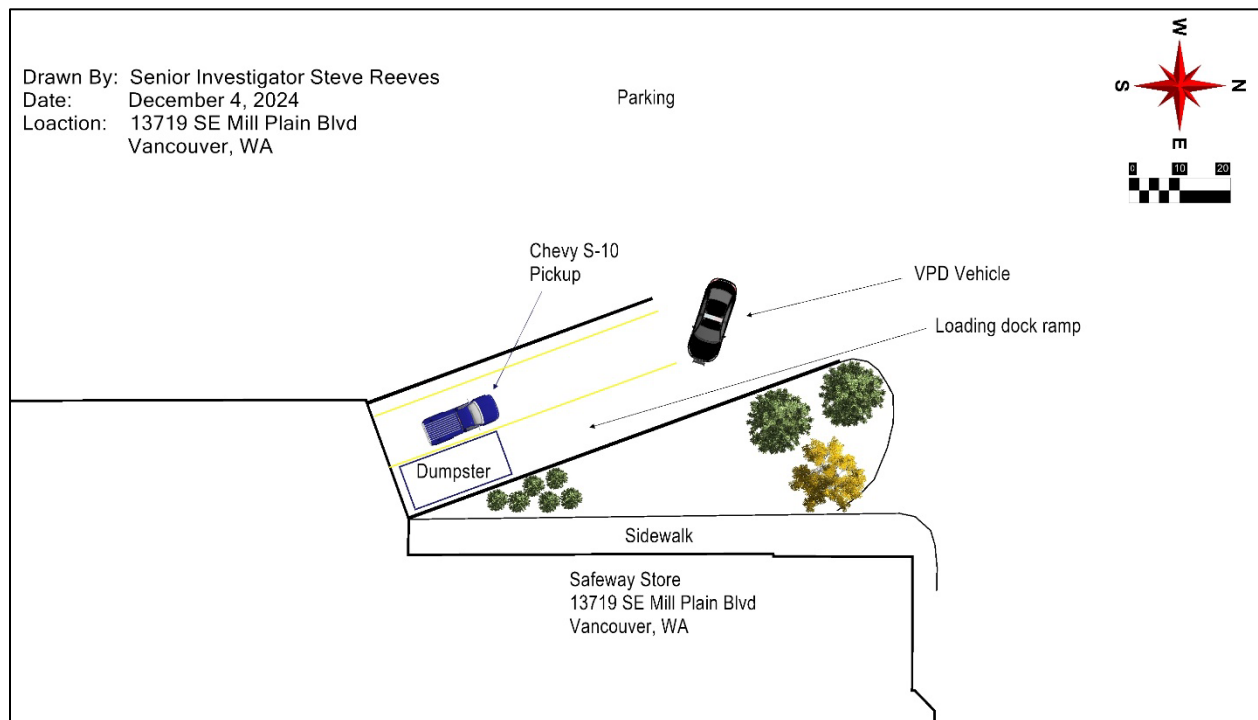 Drawn By: Senior Investigator Steve Reeves
Date: December 4, 2024
Loaction: 13719 SE Mill Plain Blvd
Vancouver, WA
Parking
W
S
N
E
0 10 20
Chevy S-10
Pickup
VPD Vehicle
Loading dock ramp
Dumpster
Sidewalk
Safeway Store
13719 SE Mill Plain Blvd
Vancouver, WA